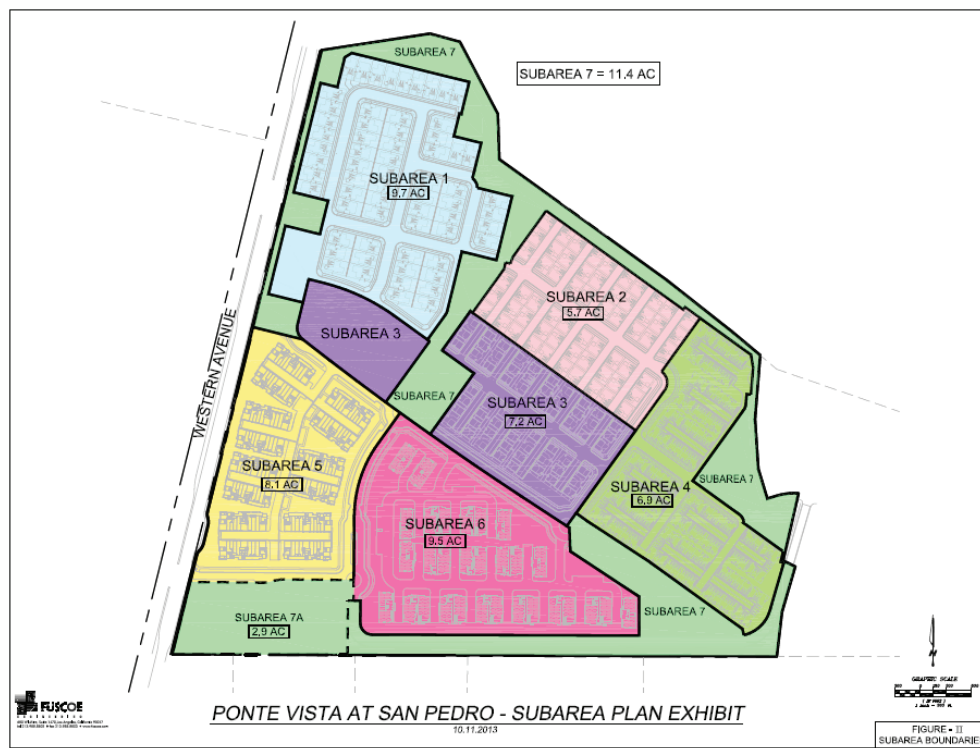 SUBAREA 7
SUBAREA 7 = 11.4 AC
SUBAREA 1
9.7 AC
SUBAREA 2
5.7 AC
SUBAREA 3
SUBAREA 7
SUBAREA 3
7.2 AC
WESTERN AVENUE
SUBAREA 5
8.1 AC
SUBAREA 4
6.9 AC
SUBAREA 7
SUBAREA 6
9.5 AC
SUBAREA 7
SUBAREA 7A
2.9 AC
N
GRAPHIC SCALE
FUSCOE
PONTE VISTA AT SAN PEDRO - SUBAREA PLAN EXHIBIT
10.11.2013
FIGURE - II
SUBAREA BOUNDARIE